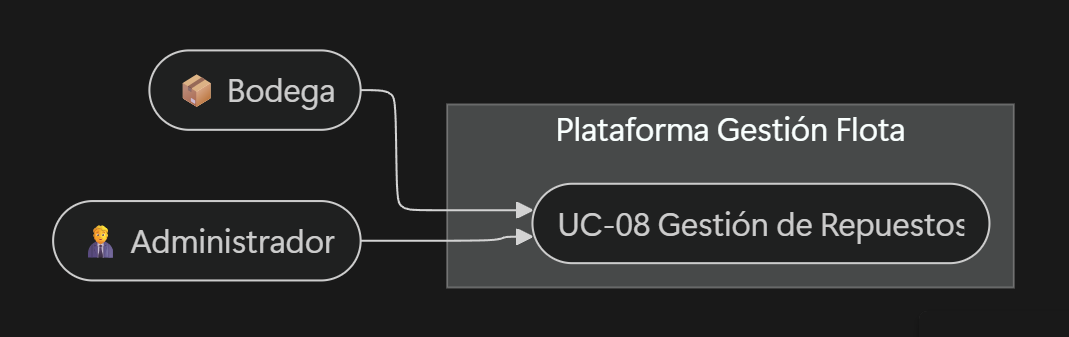 📦 Bodega
Plataforma Gestión Flota
UC-08 Gestión de Repuestos
👨‍💼 Administrador